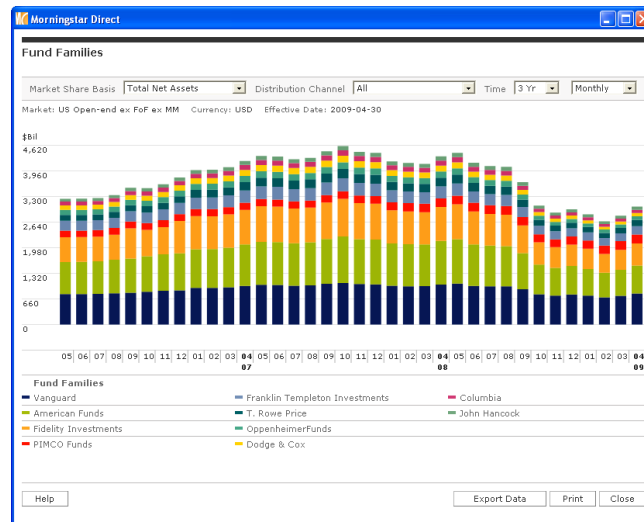 Morningstar Direct
Fund Families
Market Share Basis Total Net Assets Distribution Channel All Time 3 Yr Monthly
Market: US Open-end ex FoF ex MM Currency: USD Effective Date: 2009-04-30
$Bil
4,620
3,960
3,300
2,640
1,980
1,320
660
0
05 06 07 08 09 10 11 12 01 02 03 04 05 06 07 08 09 10 11 12 01 02 03 04 05 06 07 08 09 10 11 12 01 02 03 04
07 08 09
Fund Families
Vanguard Franklin Templeton Investments Columbia
American Funds T. Rowe Price John Hancock
Fidelity Investments OppenheimerFunds
PIMCO Funds Dodge & Cox
Help Export Data Print Close